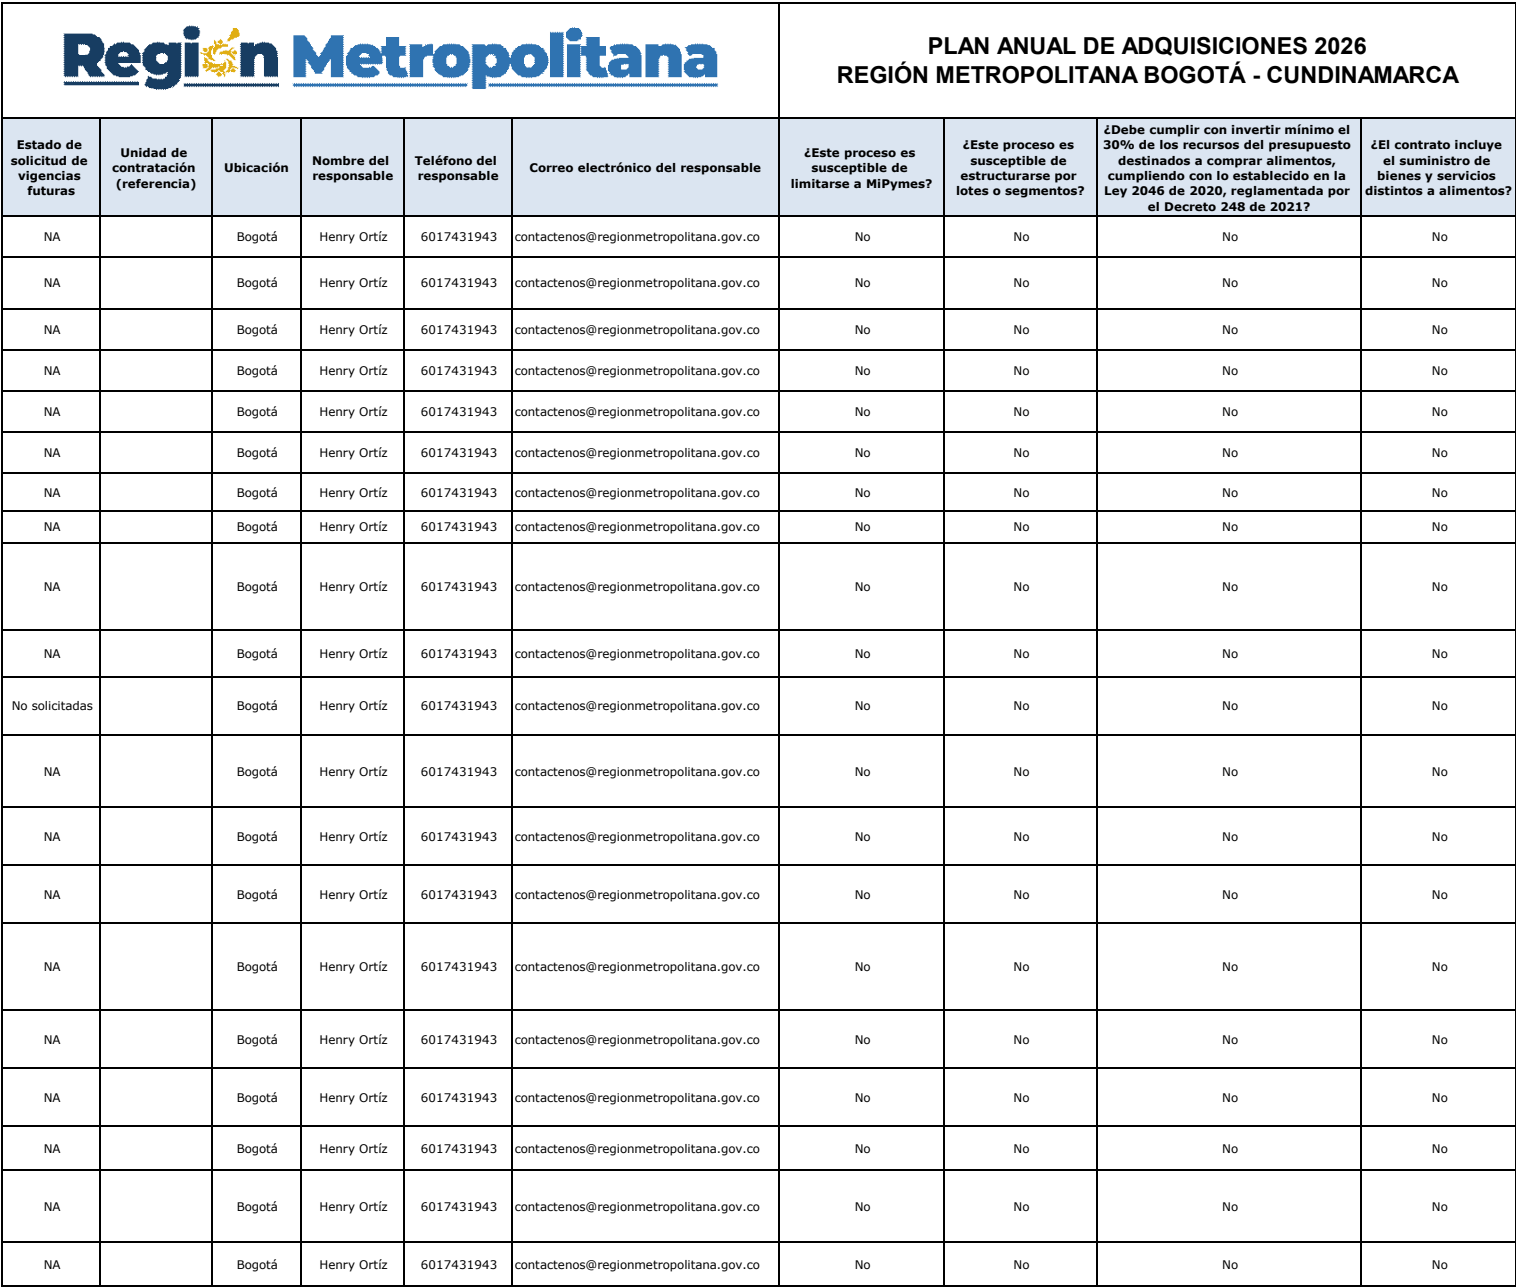 Región Metropolitana
PLAN ANUAL DE ADQUISICIONES 2026
REGIÓN METROPOLITANA BOGOTÁ - CUNDINAMARCA
Estado de solicitud de vigencias futuras Unidad de contratación (referencia) Ubicación Nombre del responsable Teléfono del responsable Correo electrónico del responsable ¿Este proceso es susceptible de limitarse a MiPymes? ¿Este proceso es susceptible de estructurarse por lotes o segmentos? ¿Debe cumplir con invertir mínimo el 30% de los recursos del presupuesto destinados a comprar alimentos, cumpliendo con lo establecido en la Ley 2046 de 2020, reglamentada por el Decreto 248 de 2021? ¿El contrato incluye el suministro de bienes y servicios distintos a alimentos?
NA Bogotá Henry Ortíz 6017431943 contactenos@regionmetropolitana.gov.co No No No No
NA Bogotá Henry Ortíz 6017431943 contactenos@regionmetropolitana.gov.co No No No No
NA Bogotá Henry Ortíz 6017431943 contactenos@regionmetropolitana.gov.co No No No No
NA Bogotá Henry Ortíz 6017431943 contactenos@regionmetropolitana.gov.co No No No No
NA Bogotá Henry Ortíz 6017431943 contactenos@regionmetropolitana.gov.co No No No No
NA Bogotá Henry Ortíz 6017431943 contactenos@regionmetropolitana.gov.co No No No No
NA Bogotá Henry Ortíz 6017431943 contactenos@regionmetropolitana.gov.co No No No No
NA Bogotá Henry Ortíz 6017431943 contactenos@regionmetropolitana.gov.co No No No No
NA Bogotá Henry Ortíz 6017431943 contactenos@regionmetropolitana.gov.co No No No No
NA Bogotá Henry Ortíz 6017431943 contactenos@regionmetropolitana.gov.co No No No No
No solicitadas Bogotá Henry Ortíz 6017431943 contactenos@regionmetropolitana.gov.co No No No No
NA Bogotá Henry Ortíz 6017431943 contactenos@regionmetropolitana.gov.co No No No No
NA Bogotá Henry Ortíz 6017431943 contactenos@regionmetropolitana.gov.co No No No No
NA Bogotá Henry Ortíz 6017431943 contactenos@regionmetropolitana.gov.co No No No No
NA Bogotá Henry Ortíz 6017431943 contactenos@regionmetropolitana.gov.co No No No No
NA Bogotá Henry Ortíz 6017431943 contactenos@regionmetropolitana.gov.co No No No No
NA Bogotá Henry Ortíz 6017431943 contactenos@regionmetropolitana.gov.co No No No No
NA Bogotá Henry Ortíz 6017431943 contactenos@regionmetropolitana.gov.co No No No No
NA Bogotá Henry Ortíz 6017431943 contactenos@regionmetropolitana.gov.co No No No No
NA Bogotá Henry Ortíz 6017431943 contactenos@regionmetropolitana.gov.co No No No No